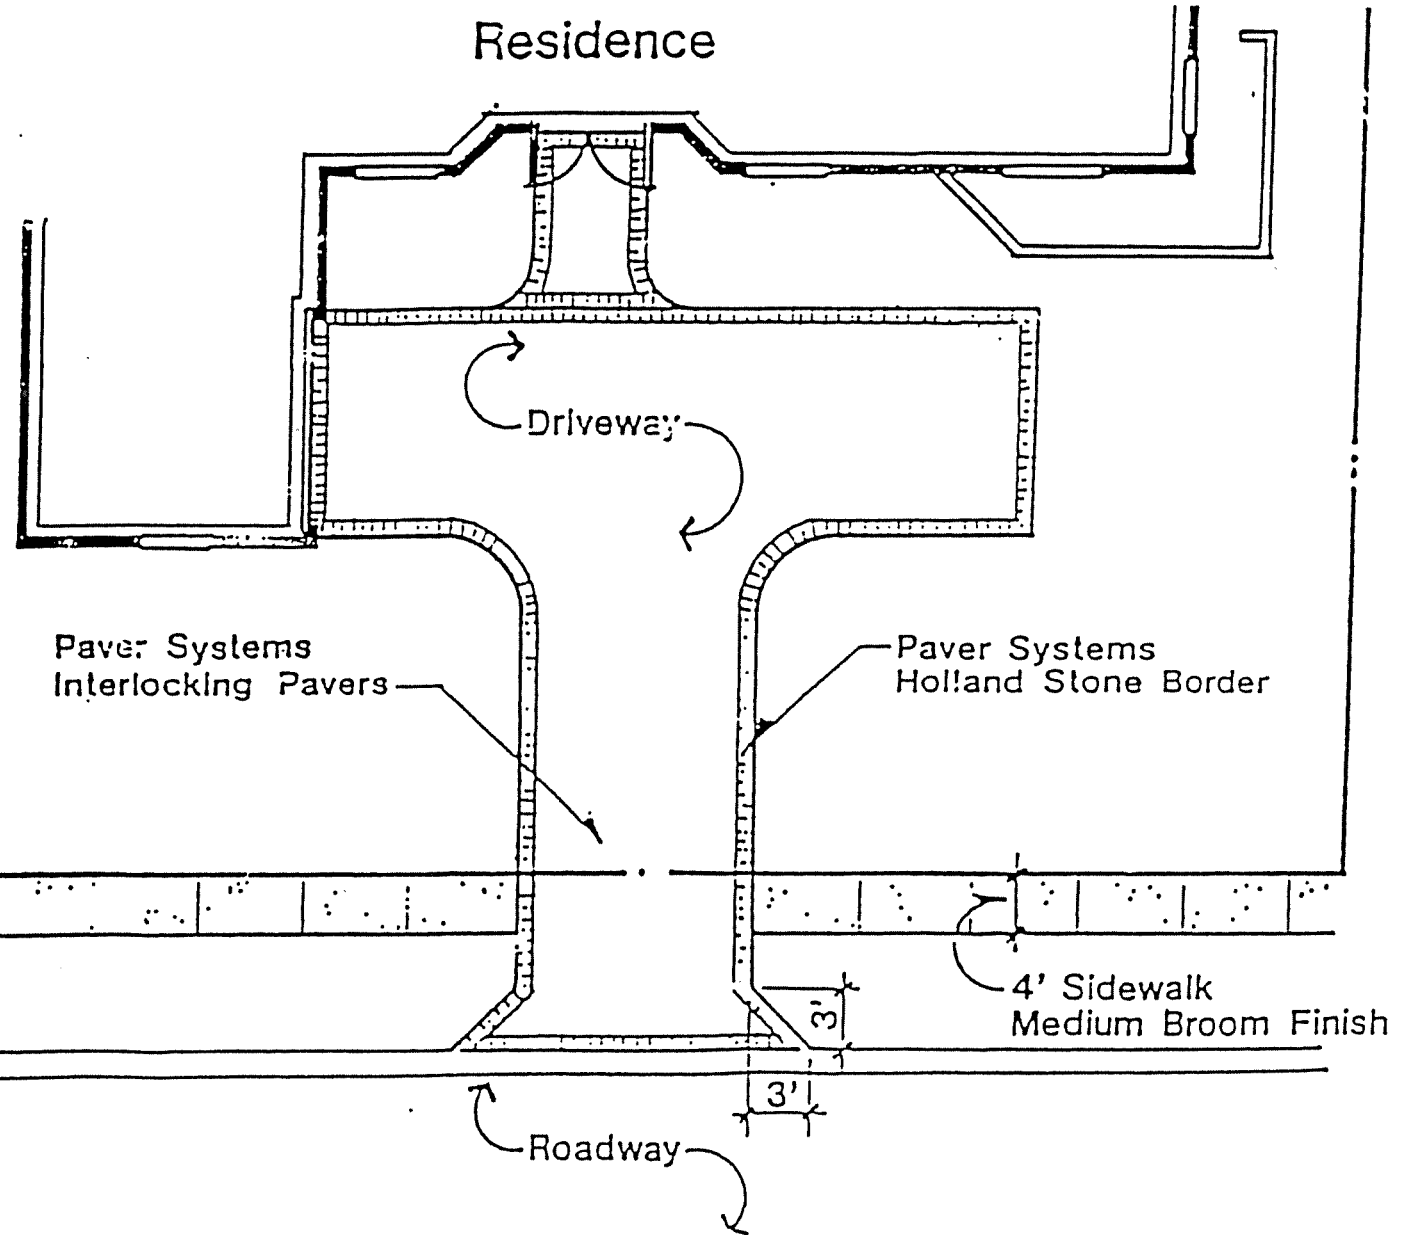 Residence
Driveway
Paver Systems
Interlocking Pavers
Paver Systems
Holland Stone Border
4' Sidewalk
Medium Broom Finish
3'
3'
Roadway